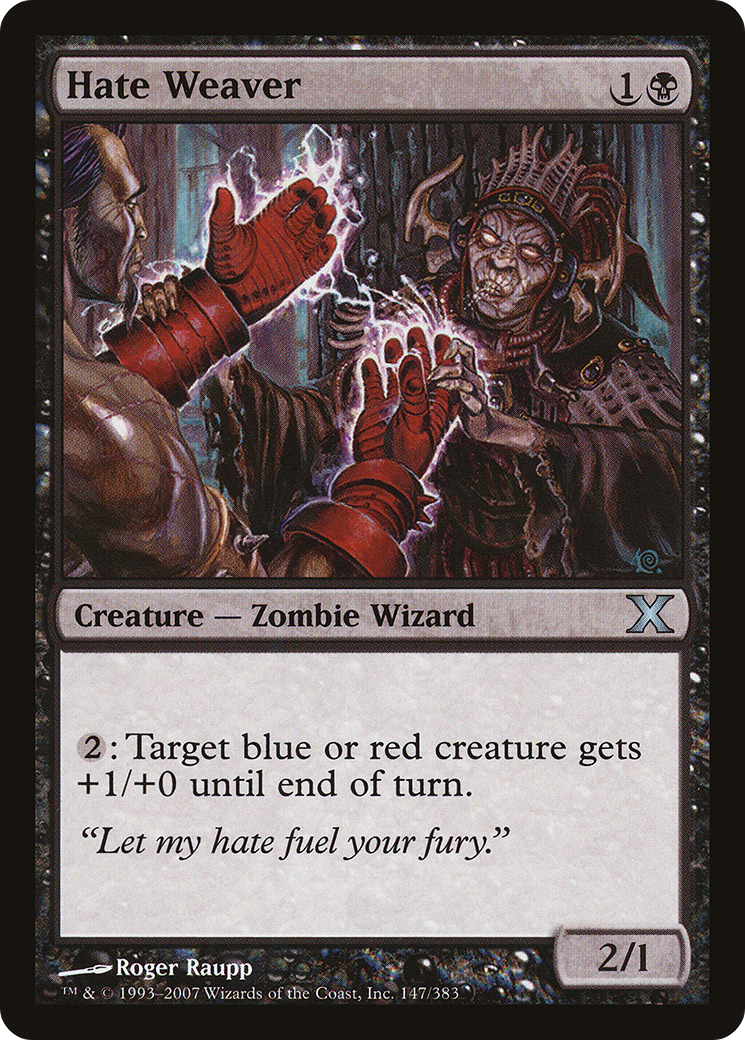 Hate Weaver 1
Creature — Zombie Wizard X
2: Target blue or red creature gets
+1/+0 until end of turn.
“Let my hate fuel your fury.”
2/1
Roger Raupp
™ & © 1993–2007 Wizards of the Coast, Inc. 147/383